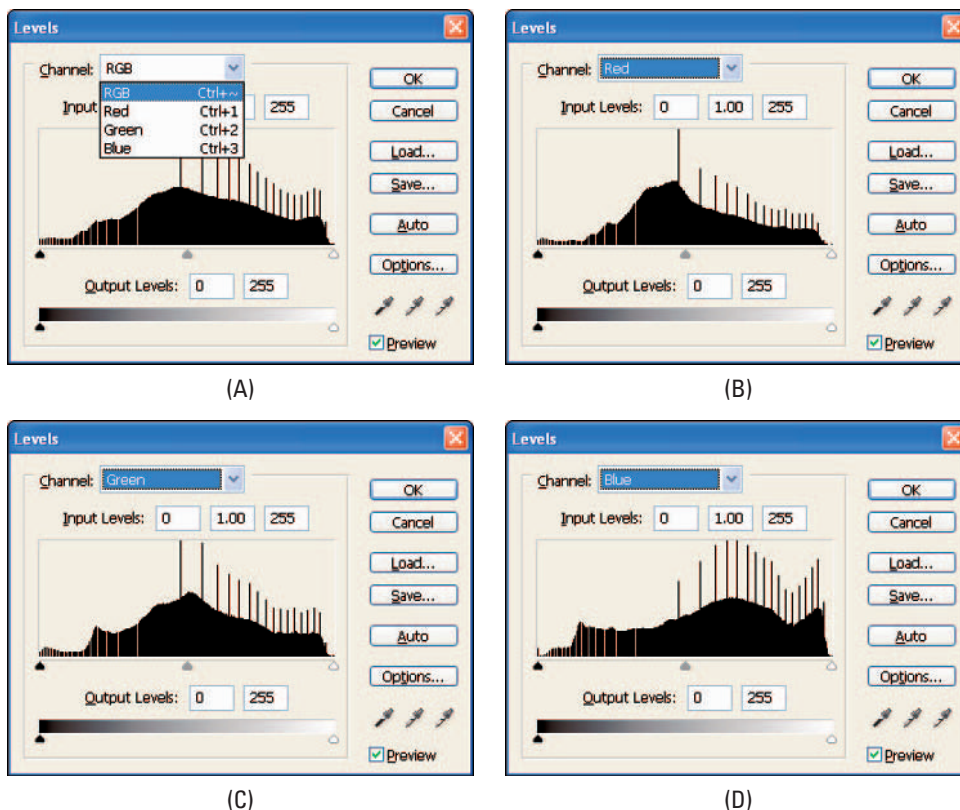 Levels
Channel: RGB
OK
RGB Ctrl+~
Red Ctrl+1
Green Ctrl+2
Blue Ctrl+3
Input 255
Cancel
Load...
Save...
Auto
Options...
Output Levels: 0 255
Preview
(A)
Levels
Channel: Red
OK
Input Levels: 0 1.00 255
Cancel
Load...
Save...
Auto
Options...
Output Levels: 0 255
Preview
(B)
Levels
Channel: Green
OK
Input Levels: 0 1.00 255
Cancel
Load...
Save...
Auto
Options...
Output Levels: 0 255
Preview
(C)
Levels
Channel: Blue
OK
Input Levels: 0 1.00 255
Cancel
Load...
Save...
Auto
Options...
Output Levels: 0 255
Preview
(D)